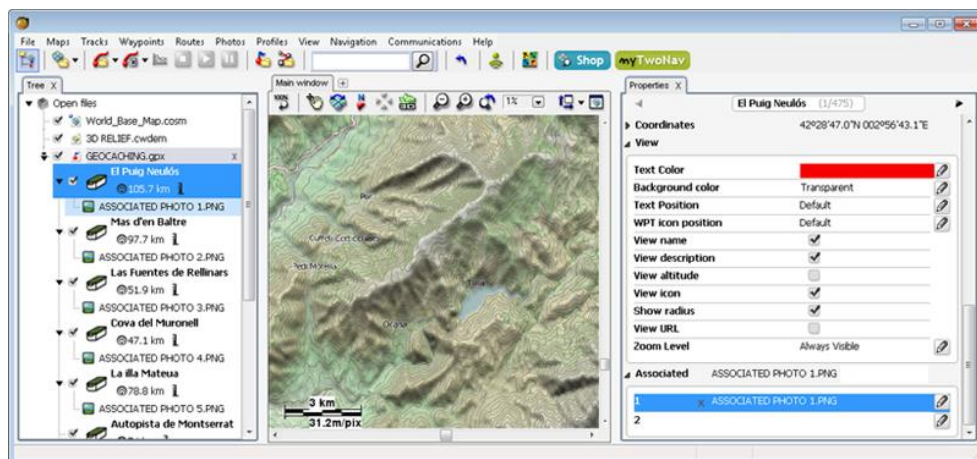 File Maps Tracks Waypoints Routes Photos Profiles View Navigation Communications Help
Shop
myTwoNav
Tree X
Open files
World_Base_Map.cosm
3D RELIEF.cwdem
GEOCACHING.gpx x
El Puig Neulós
105.7 km
ASSOCIATED PHOTO 1.PNG
Mas d'en Baltre
97.7 km
ASSOCIATED PHOTO 2.PNG
Las Fuentes de Rellinars
51.9 km
ASSOCIATED PHOTO 3.PNG
Cova del Muronell
47.1 km
ASSOCIATED PHOTO 4.PNG
La illa Mateua
78.8 km
ASSOCIATED PHOTO 5.PNG
Autopista de Montserrat
Main window
100%
1%
3 km
31.2m/pix
Properties X
El Puig Neulós (1/475)
Coordinates 42º28'47.0"N 002º56'43.1"E
View
Text Color
Background color Transparent
Text Position Default
WPT icon position Default
View name
View description
View altitude
View icon
Show radius
View URL
Zoom Level Always Visible
Associated ASSOCIATED PHOTO 1.PNG
1 x ASSOCIATED PHOTO 1.PNG
2